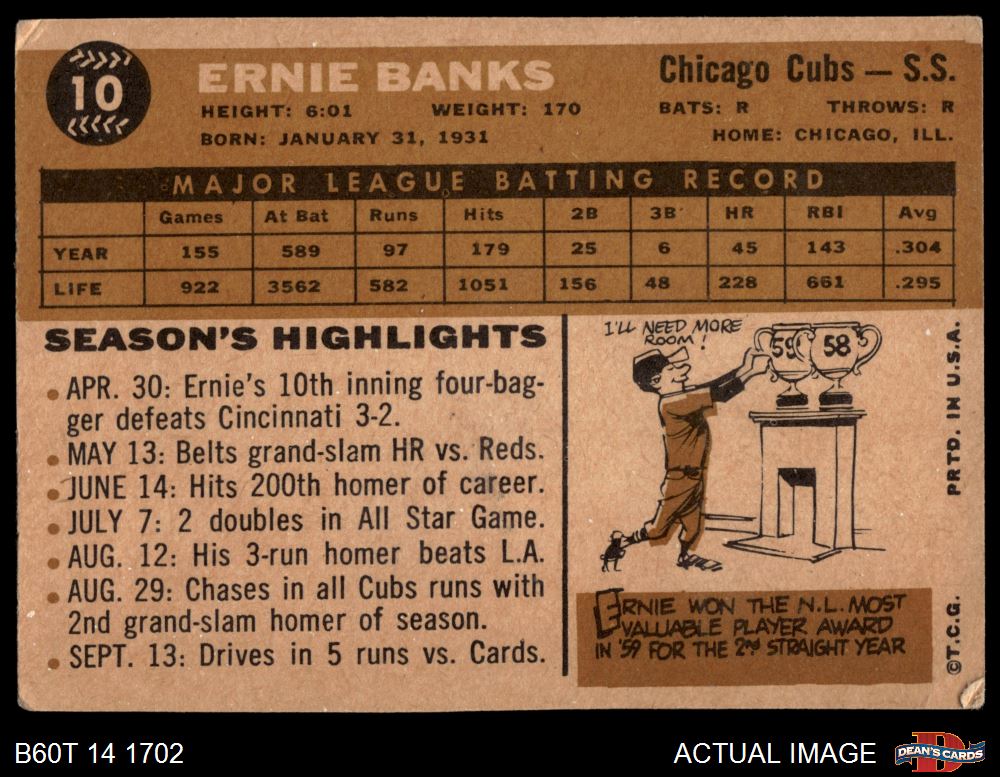 10
ERNIE BANKS
Chicago Cubs — S.S.
HEIGHT: 6:01 WEIGHT: 170 BATS: R THROWS: R
BORN: JANUARY 31, 1931 HOME: CHICAGO, ILL.
MAJOR LEAGUE BATTING RECORD
Games At Bat Runs Hits 2B 3B HR RBI Avg
YEAR 155 589 97 179 25 6 45 143 .304
LIFE 922 3562 582 1051 156 48 228 661 .295
SEASON'S HIGHLIGHTS
• APR. 30: Ernie's 10th inning four-bag-
ger defeats Cincinnati 3-2.
• MAY 13: Belts grand-slam HR vs. Reds.
• JUNE 14: Hits 200th homer of career.
• JULY 7: 2 doubles in All Star Game.
• AUG. 12: His 3-run homer beats L.A.
• AUG. 29: Chases in all Cubs runs with
2nd grand-slam homer of season.
• SEPT. 13: Drives in 5 runs vs. Cards.
I'LL NEED MORE
ROOM!
59 58
ERNIE WON THE N.L. MOST
VALUABLE PLAYER AWARD
IN '59 FOR THE 2ND STRAIGHT YEAR
©T.C.G. PRTD. IN U.S.A.
B60T 14 1702
ACTUAL IMAGE
D
DEAN'S CARDS